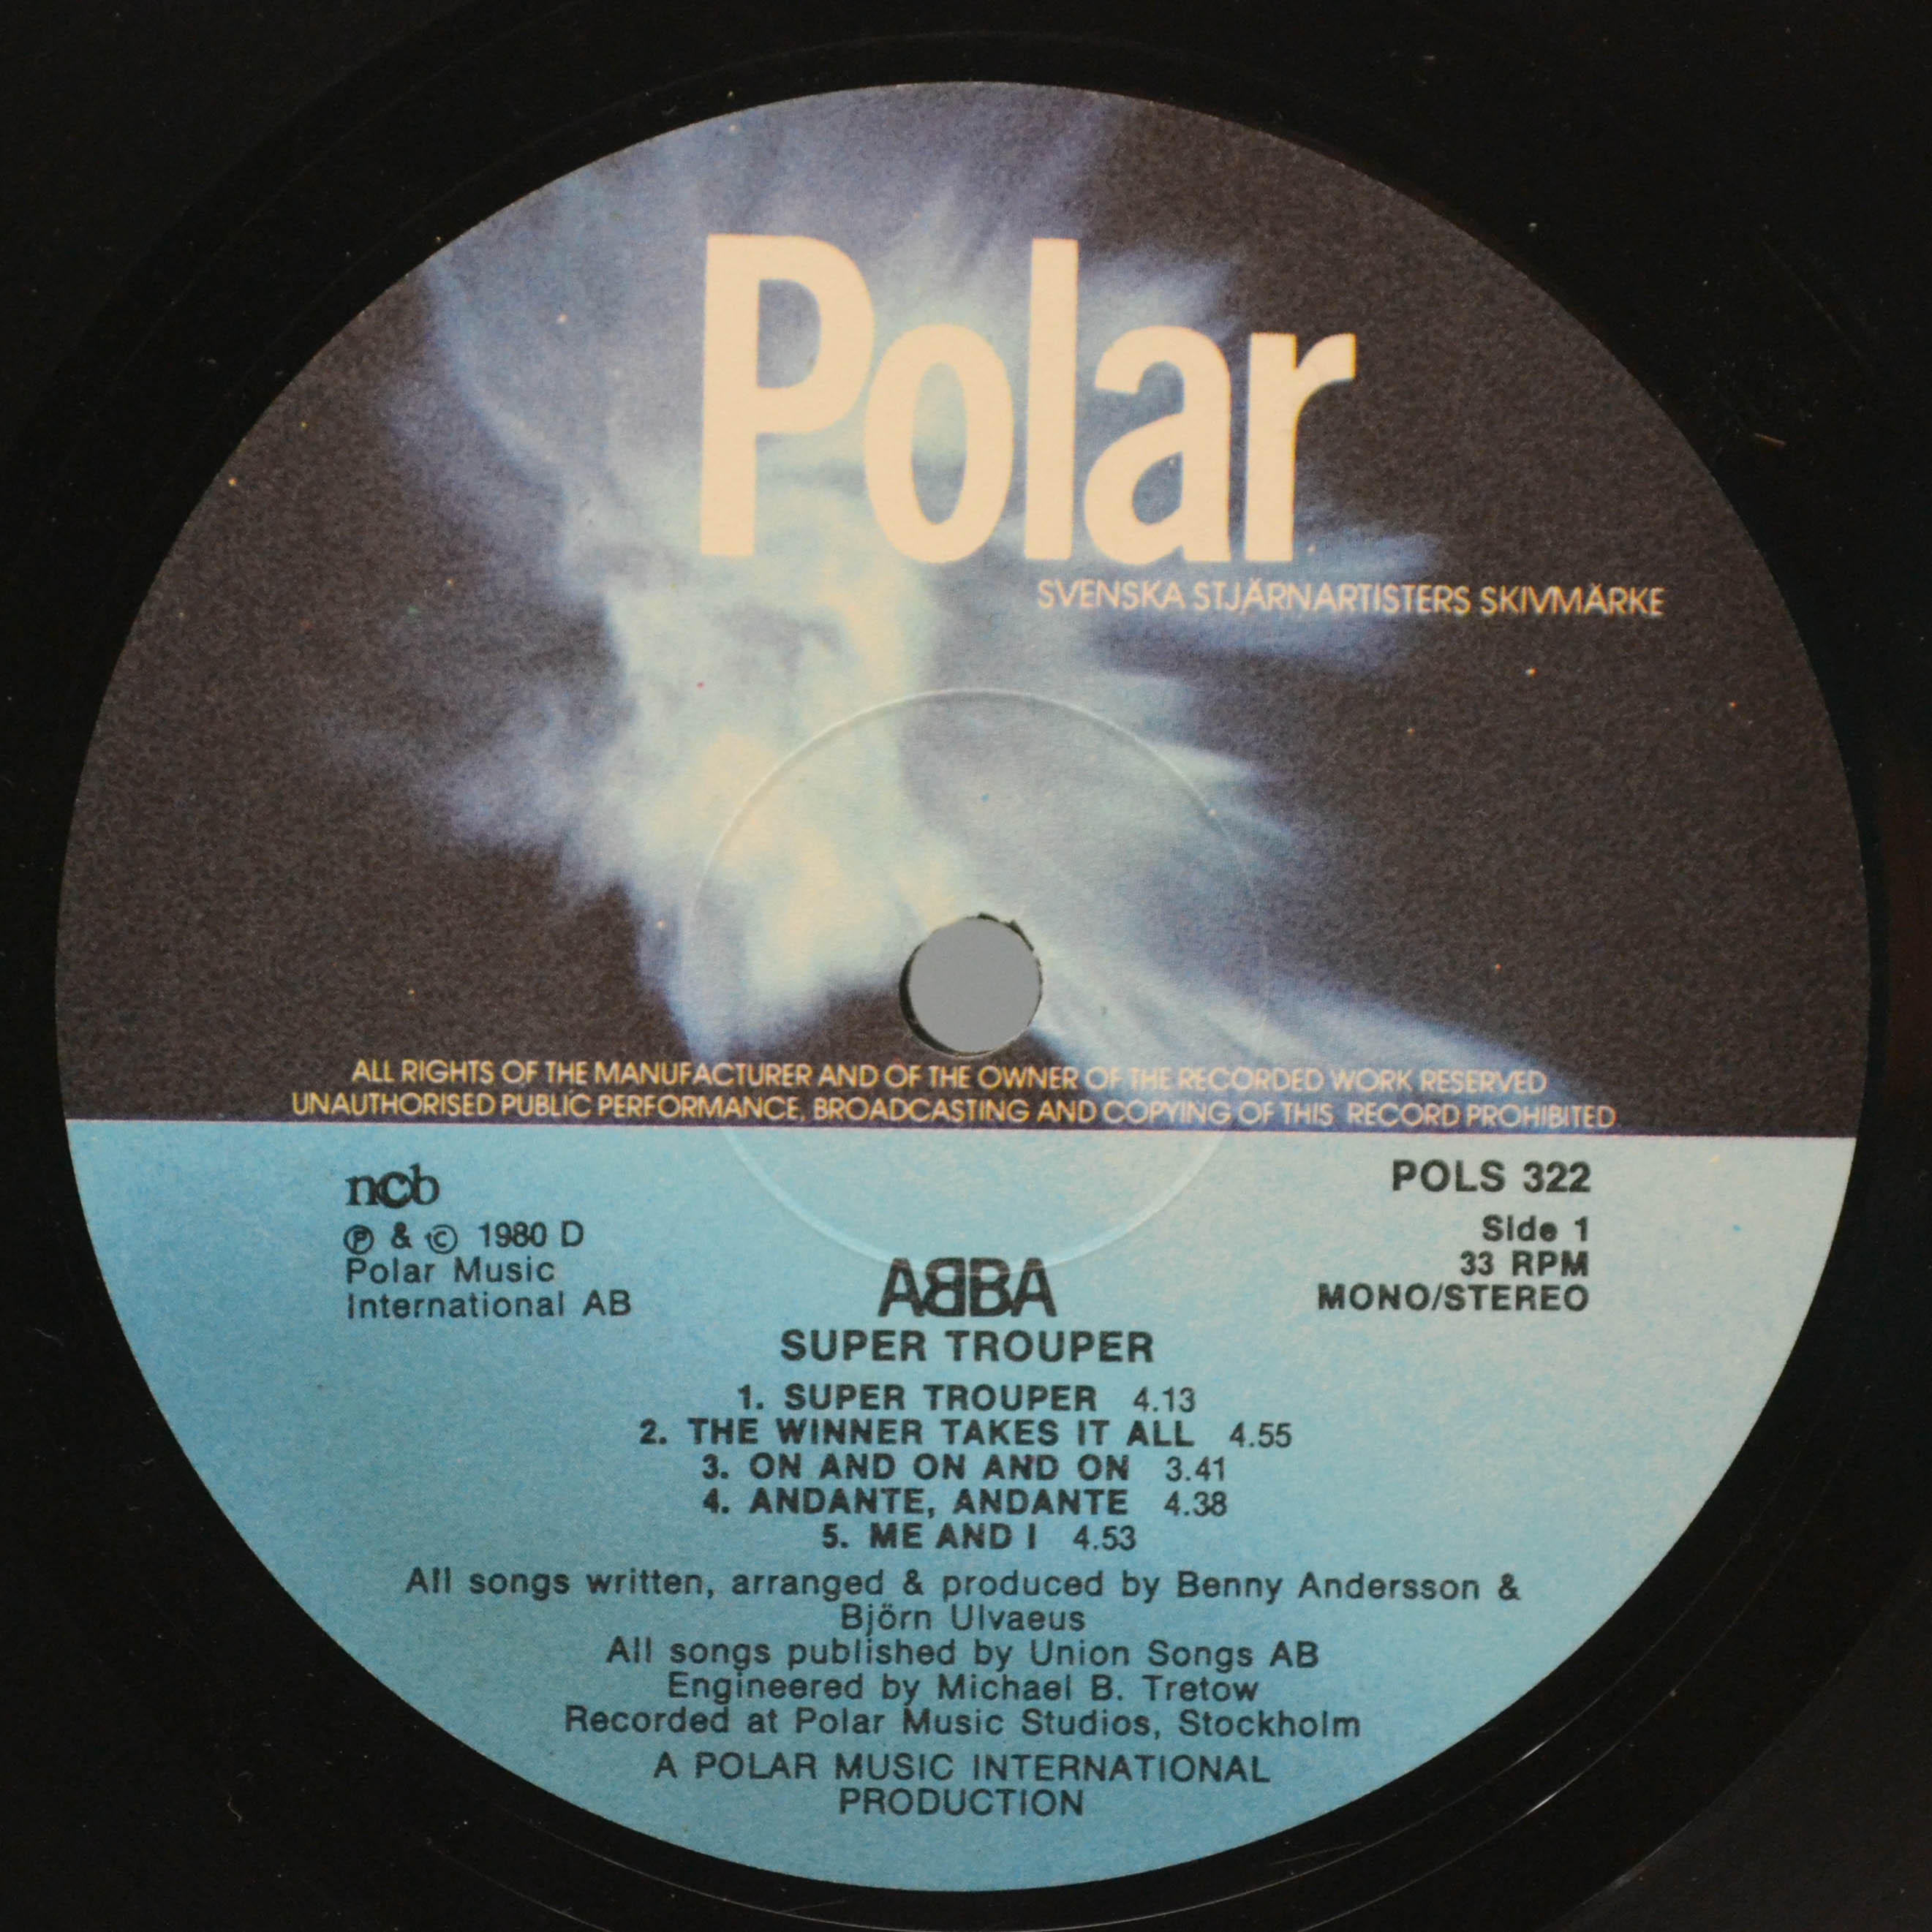 Polar
SVENSKA STJÄRNARTISTERS SKIVMÄRKE
ALL RIGHTS OF THE MANUFACTURER AND OF THE OWNER OF THE RECORDED WORK RESERVED
UNAUTHORISED PUBLIC PERFORMANCE, BROADCASTING AND COPYING OF THIS RECORD PROHIBITED
ncb
℗ & © 1980 D
Polar Music
International AB
POLS 322
Side 1
33 RPM
MONO/STEREO
ABBA
SUPER TROUPER
1. SUPER TROUPER 4.13
2. THE WINNER TAKES IT ALL 4.55
3. ON AND ON AND ON 3.41
4. ANDANTE, ANDANTE 4.38
5. ME AND I 4.53
All songs written, arranged & produced by Benny Andersson &
Björn Ulvaeus
All songs published by Union Songs AB
Engineered by Michael B. Tretow
Recorded at Polar Music Studios, Stockholm
A POLAR MUSIC INTERNATIONAL
PRODUCTION